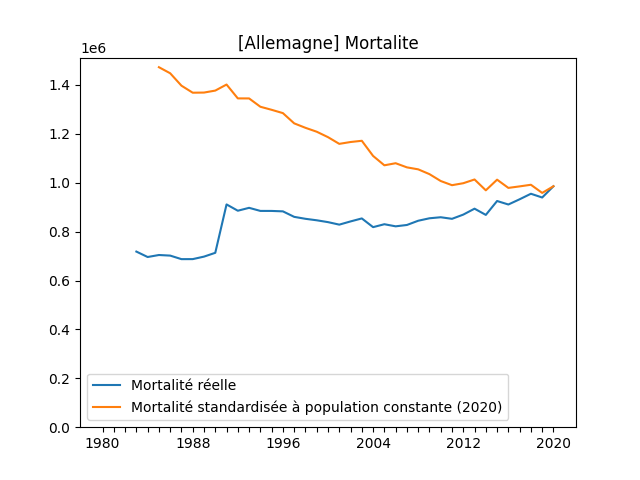 [Allemagne] Mortalite
1e6
1.4
1.2
1.0
0.8
0.6
0.4
0.2
0.0
Mortalité réelle
Mortalité standardisée à population constante (2020)
1980 1988 1996 2004 2012 2020